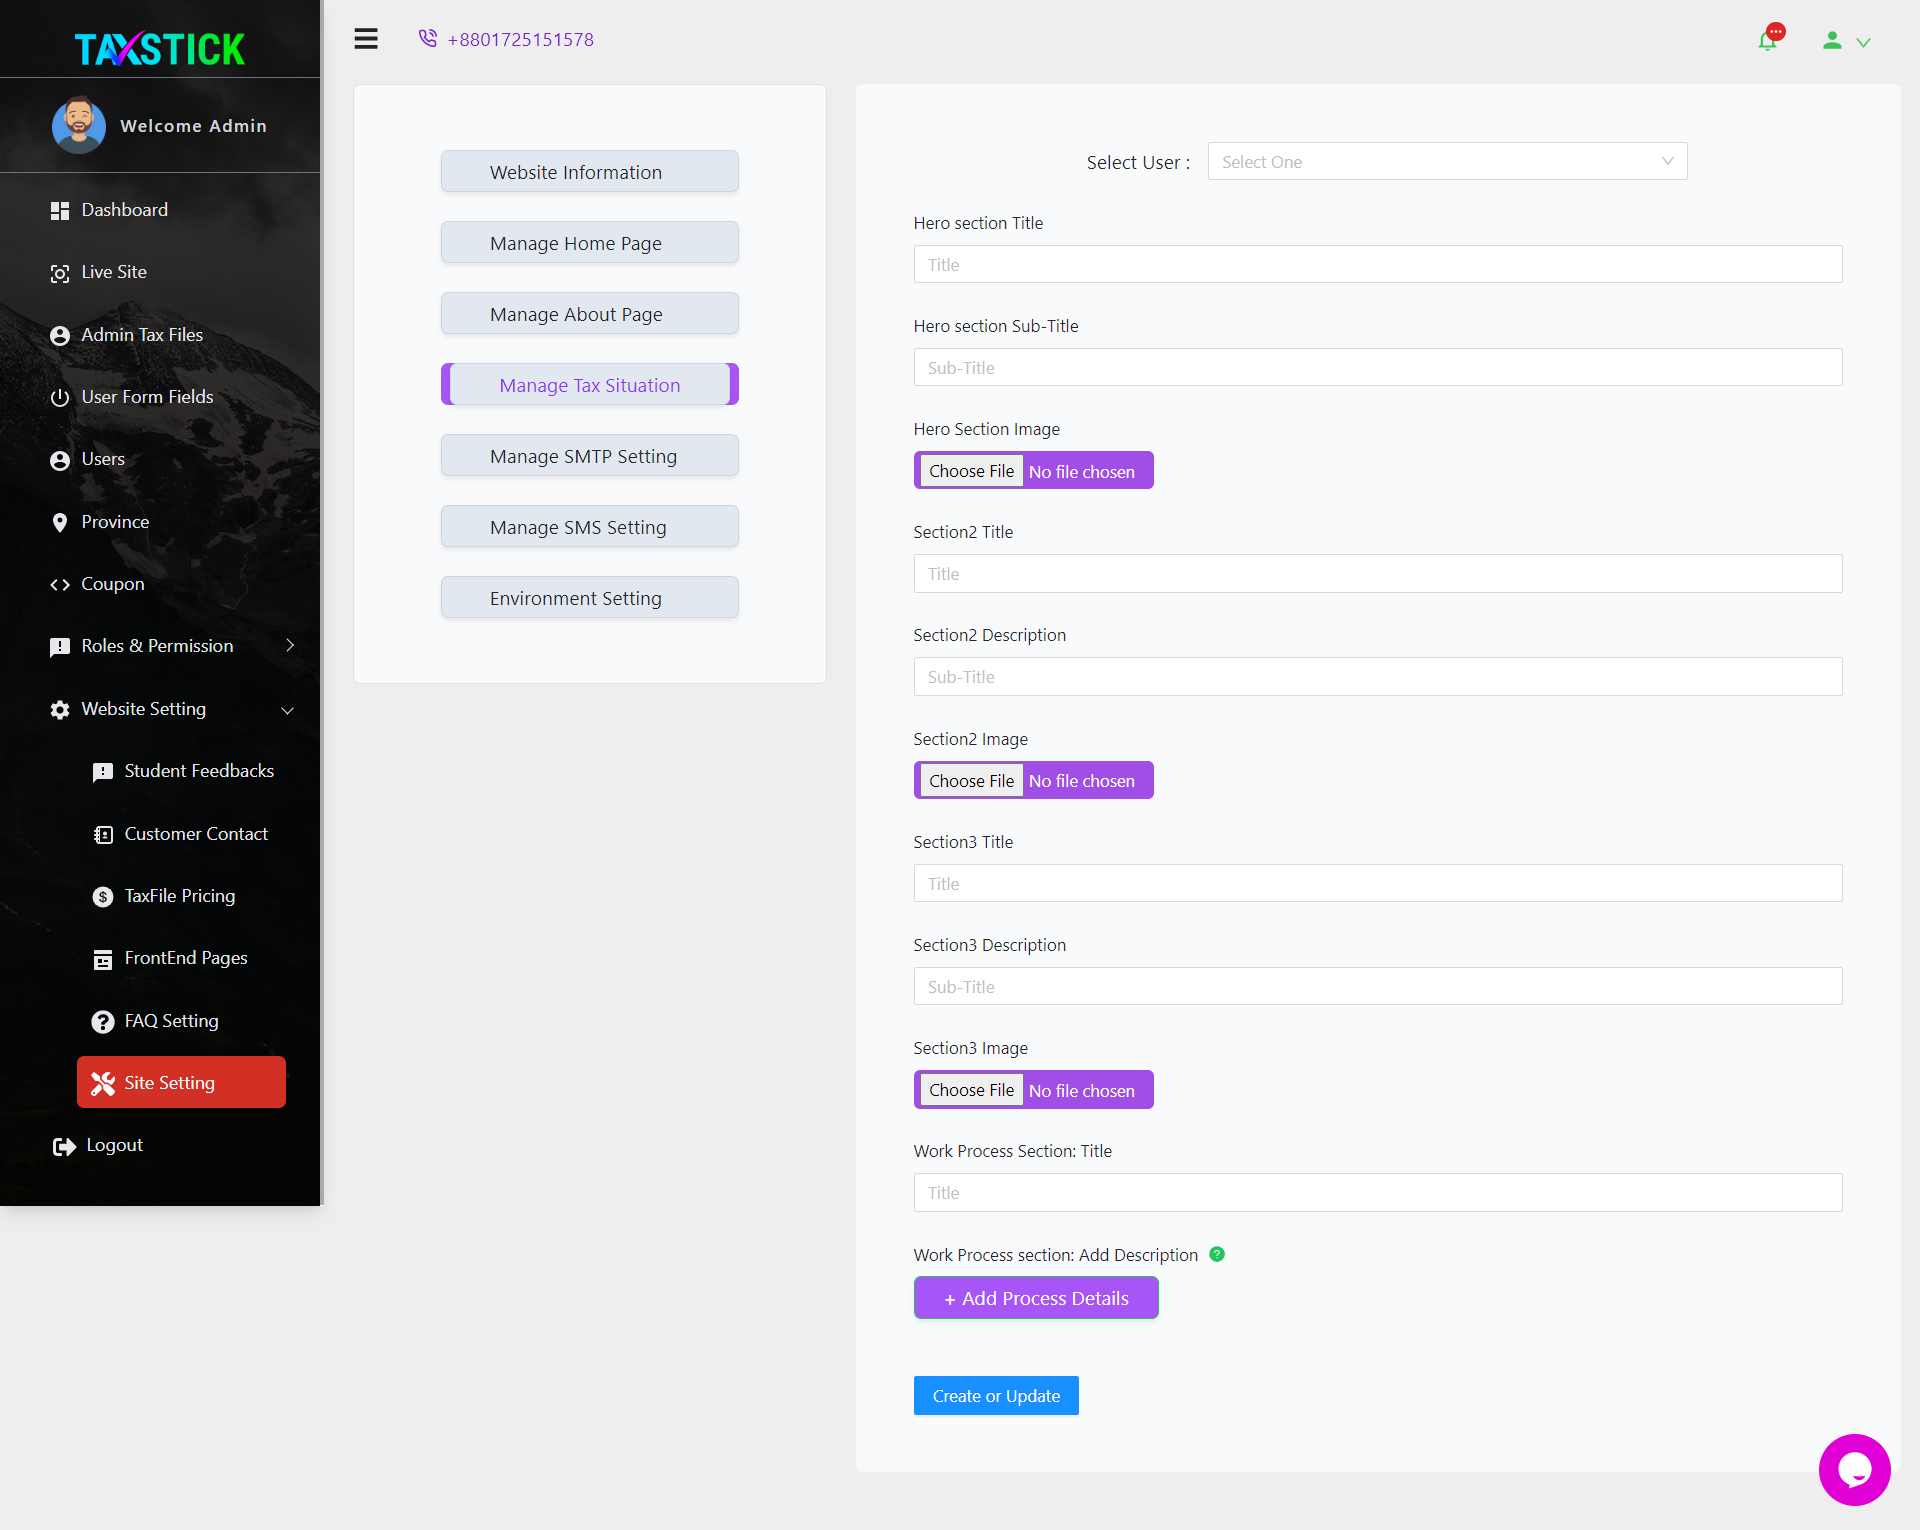 TAXSTICK
Welcome Admin
Dashboard
Live Site
Admin Tax Files
User Form Fields
Users
Province
Coupon
Roles & Permission
Website Setting
Student Feedbacks
Customer Contact
TaxFile Pricing
FrontEnd Pages
FAQ Setting
Site Setting
Logout
+8801725151578
Website Information
Manage Home Page
Manage About Page
Manage Tax Situation
Manage SMTP Setting
Manage SMS Setting
Environment Setting
Select User : Select One
Hero section Title
Title
Hero section Sub-Title
Sub-Title
Hero Section Image
Choose File No file chosen
Section2 Title
Title
Section2 Description
Sub-Title
Section2 Image
Choose File No file chosen
Section3 Title
Title
Section3 Description
Sub-Title
Section3 Image
Choose File No file chosen
Work Process Section: Title
Title
Work Process section: Add Description
+ Add Process Details
Create or Update